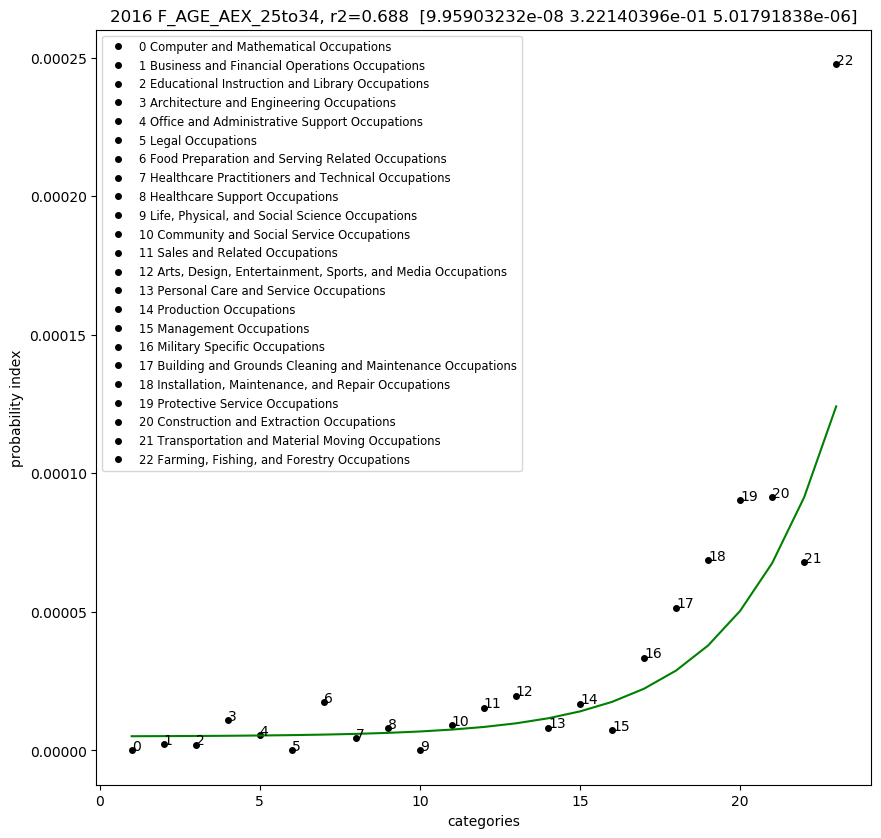 2016 F_AGE_AEX_25to34, r2=0.688 [9.95903232e-08 3.22140396e-01 5.01791838e-06]
0 Computer and Mathematical Occupations
1 Business and Financial Operations Occupations
2 Educational Instruction and Library Occupations
3 Architecture and Engineering Occupations
4 Office and Administrative Support Occupations
5 Legal Occupations
6 Food Preparation and Serving Related Occupations
7 Healthcare Practitioners and Technical Occupations
8 Healthcare Support Occupations
9 Life, Physical, and Social Science Occupations
10 Community and Social Service Occupations
11 Sales and Related Occupations
12 Arts, Design, Entertainment, Sports, and Media Occupations
13 Personal Care and Service Occupations
14 Production Occupations
15 Management Occupations
16 Military Specific Occupations
17 Building and Grounds Cleaning and Maintenance Occupations
18 Installation, Maintenance, and Repair Occupations
19 Protective Service Occupations
20 Construction and Extraction Occupations
21 Transportation and Material Moving Occupations
22 Farming, Fishing, and Forestry Occupations
probability index
0.00025
0.00020
0.00015
0.00010
0.00005
0.00000
0
1
2
3
4
5
6
7
8
9
10
11
12
13
14
15
16
17
18
19
20
21
22
0
5
10
15
20
categories